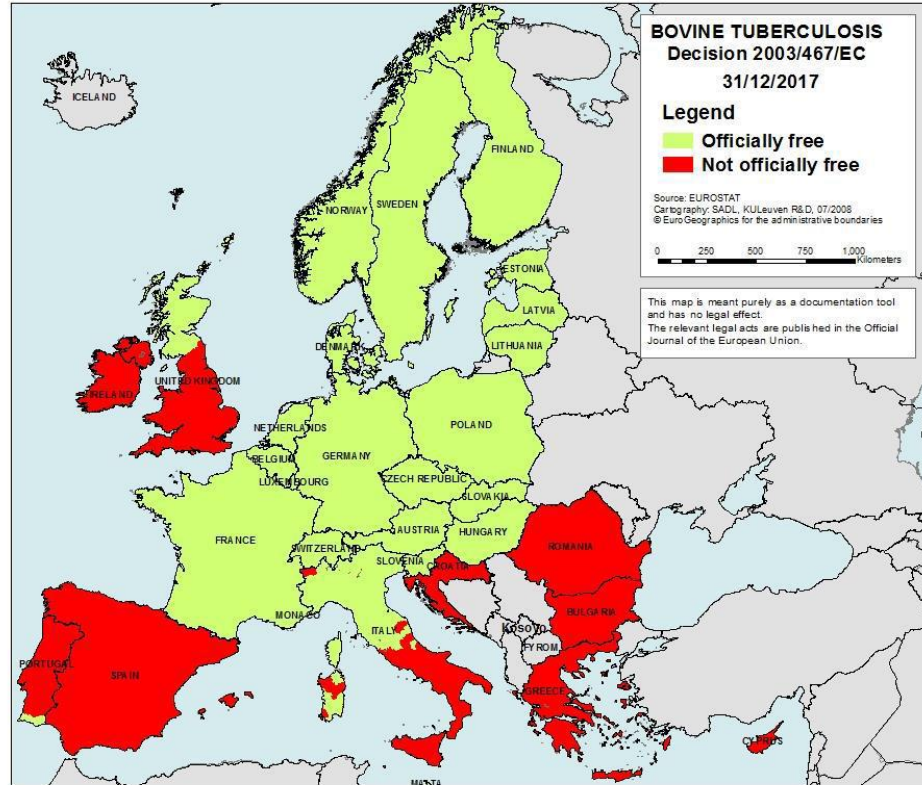 BOVINE TUBERCULOSIS
Decision 2003/467/EC
31/12/2017
Legend
Officially free
Not officially free
Source: EUROSTAT
Cartography: SADL, KULeuven R&D, 07/2008
© EuroGeographics for the administrative boundaries
0 250 500 750 1,000
Kilometers
This map is meant purely as a documentation tool
and has no legal effect.
The relevant legal acts are published in the Official
Journal of the European Union.
ICELAND
FINLAND
NORWAY
SWEDEN
ESTONIA
LATVIA
LITHUANIA
DENMARK
UNITED KINGDOM
IRELAND
NETHERLANDS
POLAND
BELGIUM
GERMANY
LUXEMBOURG
CZECH REPUBLIC
SLOVAKIA
AUSTRIA
HUNGARY
FRANCE
SWITZERLAND
SLOVENIA
CROATIA
ROMANIA
MONACO
ITALY
BULGARIA
Kosovo
FYROM
PORTUGAL
SPAIN
GREECE
CYPRUS
MALTA